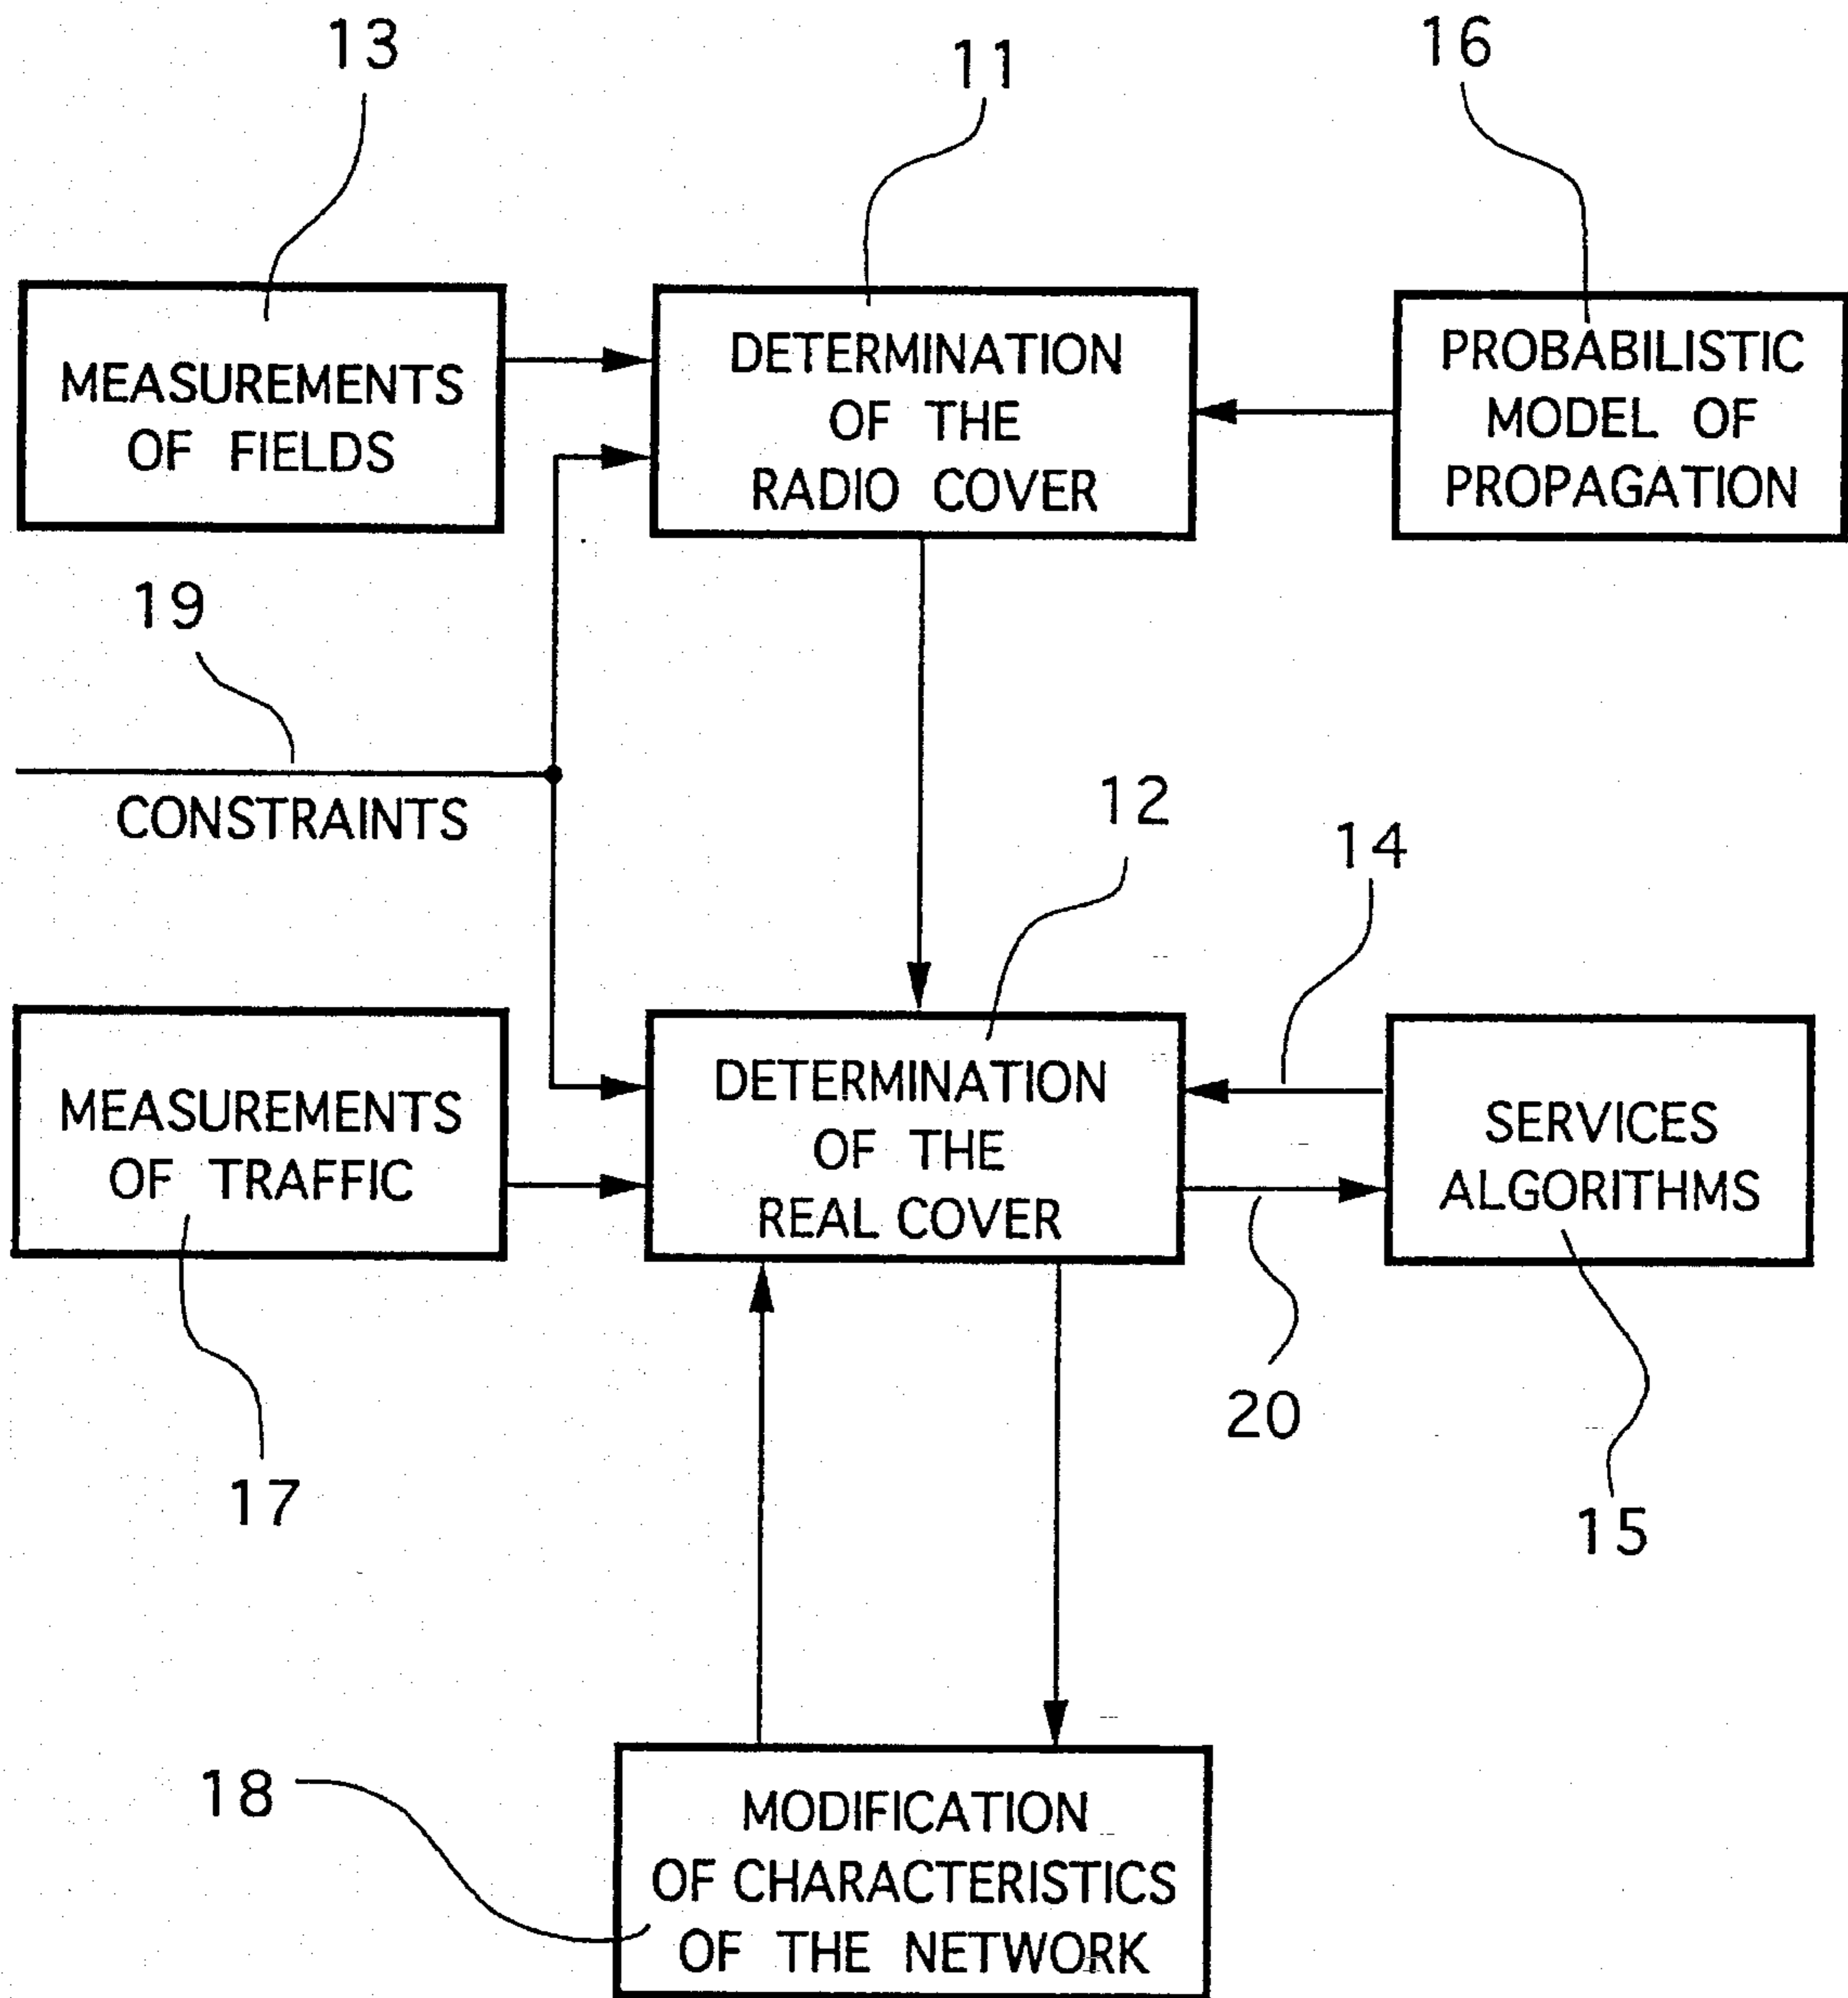 13
11
16
MEASUREMENTS
OF FIELDS
DETERMINATION
OF THE
RADIO COVER
PROBABILISTIC
MODEL OF
PROPAGATION
19
CONSTRAINTS
12
14
MEASUREMENTS
OF TRAFFIC
DETERMINATION
OF THE
REAL COVER
SERVICES
ALGORITHMS
20
17
15
18
MODIFICATION
OF CHARACTERISTICS
OF THE NETWORK